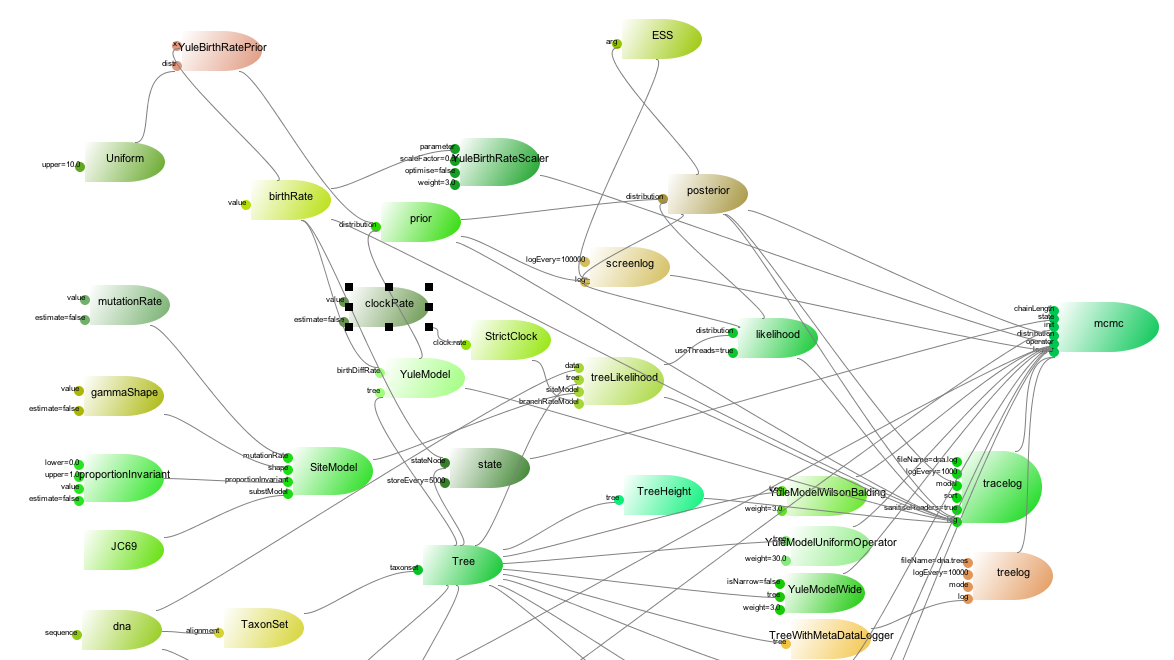 ESS
arg
x
YuleBirthRatePrior
distr
parameter
Uniform
scaleFactor=0.
YuleBirthRateScaler
upper=10.0
optimise=false
weight=3.0
birthRate
posterior
value
distribution
prior
distribution
logEvery=100000
screenlog
log
value
mutationRate
value
clockRate
chainLength
estimate=false
estimate=false
state
init
mcmc
distribution
likelihood
distribution
operator
logger
StrictClock
clock.rate
useThreads=true
data
birthDiffRate
YuleModel
tree
treeLikelihood
value
gammaShape
tree
siteModel
branchRateModel
estimate=false
mutationRate
lower=0.0
stateNode
state
fileName=dna.log
SiteModel
shape
upper=1.0
proportionInvariant
logEvery=1000
proportionInvariant
storeEvery=5000
model
tracelog
value
substModel
tree
TreeHeight
tree
YuleModelWilsonBalding
sort
estimate=false
weight=3.0
sanitiseHeaders=true
log
JC69
tree
YuleModelUniformOperator
Tree
weight=30.0
fileName=dna.trees
taxonset
logEvery=10000
treelog
isNarrow=false
mode
YuleModelWide
tree
log
weight=3.0
dna
TaxonSet
sequence
alignment
TreeWithMetaDataLogger
tree